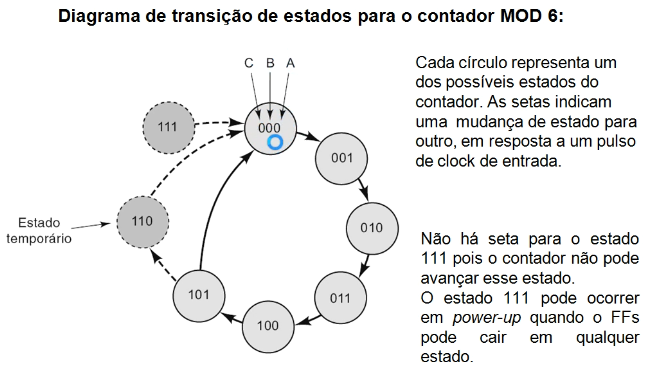 Diagrama de transição de estados para o contador MOD 6:
C B A
000
111
001
110
010
Estado
temporário
101
011
100
Cada círculo representa um
dos possíveis estados do
contador. As setas indicam
uma mudança de estado para
outro, em resposta a um pulso
de clock de entrada.
Não há seta para o estado
111 pois o contador não pode
avançar esse estado.
O estado 111 pode ocorrer
em power-up quando o FFs
pode cair em qualquer
estado.